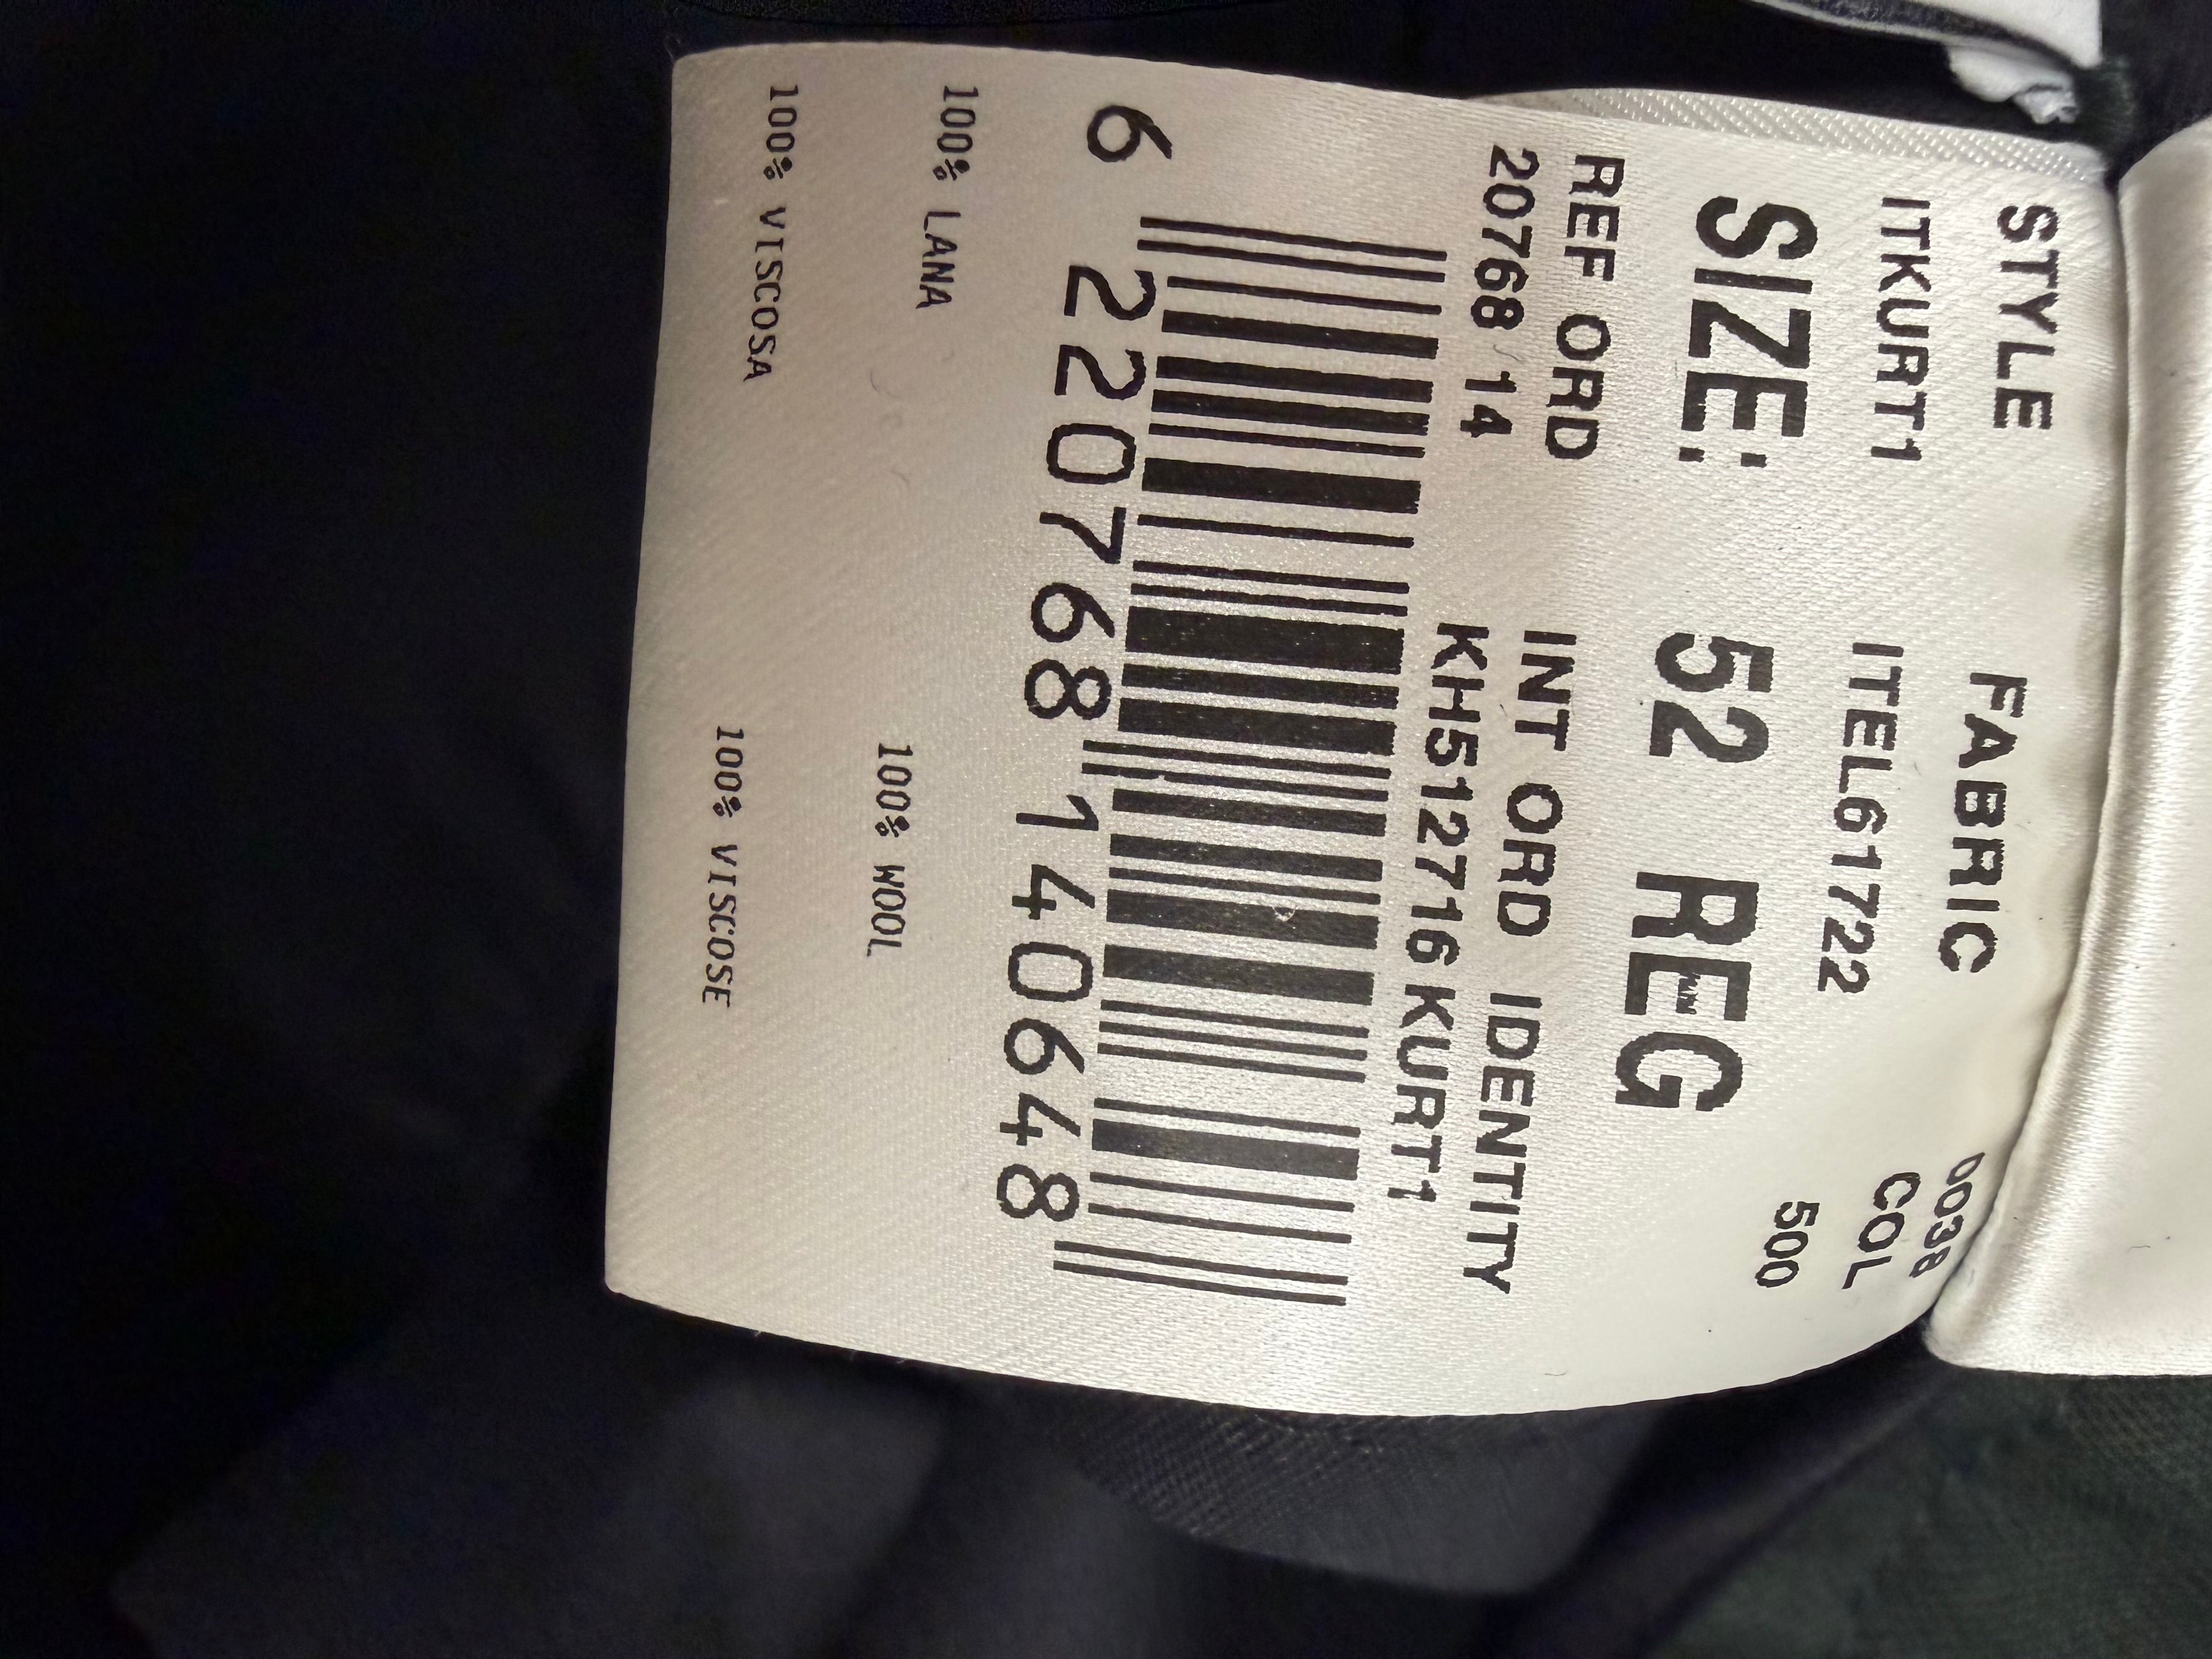 0038
STYLE FABRIC COL
ITKURT1 ITEL61722 500
SIZE: 52 REG
REF ORD INT ORD IDENTITY
20768/14 KH512716 KURT1
6 220768 140648
100% LANA 100% WOOL
100% VISCOSA 100% VISCOSE